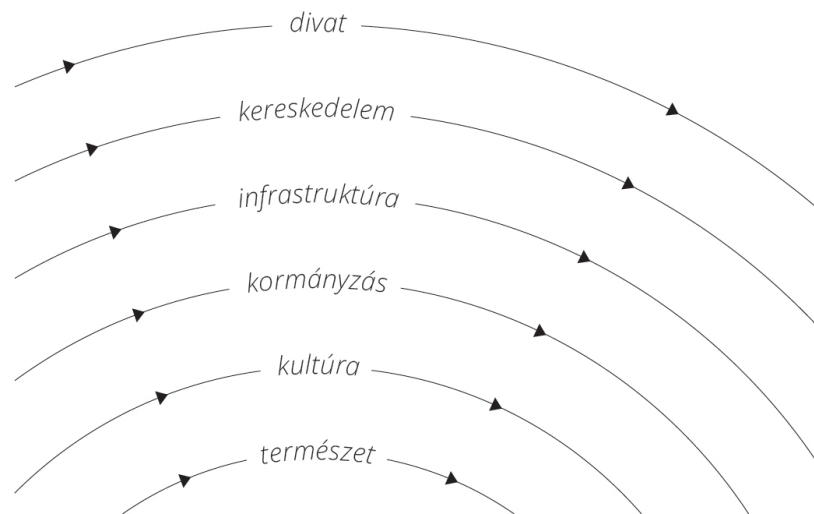 divat
kereskedelem
infrastruktúra
kormányzás
kultúra
természet